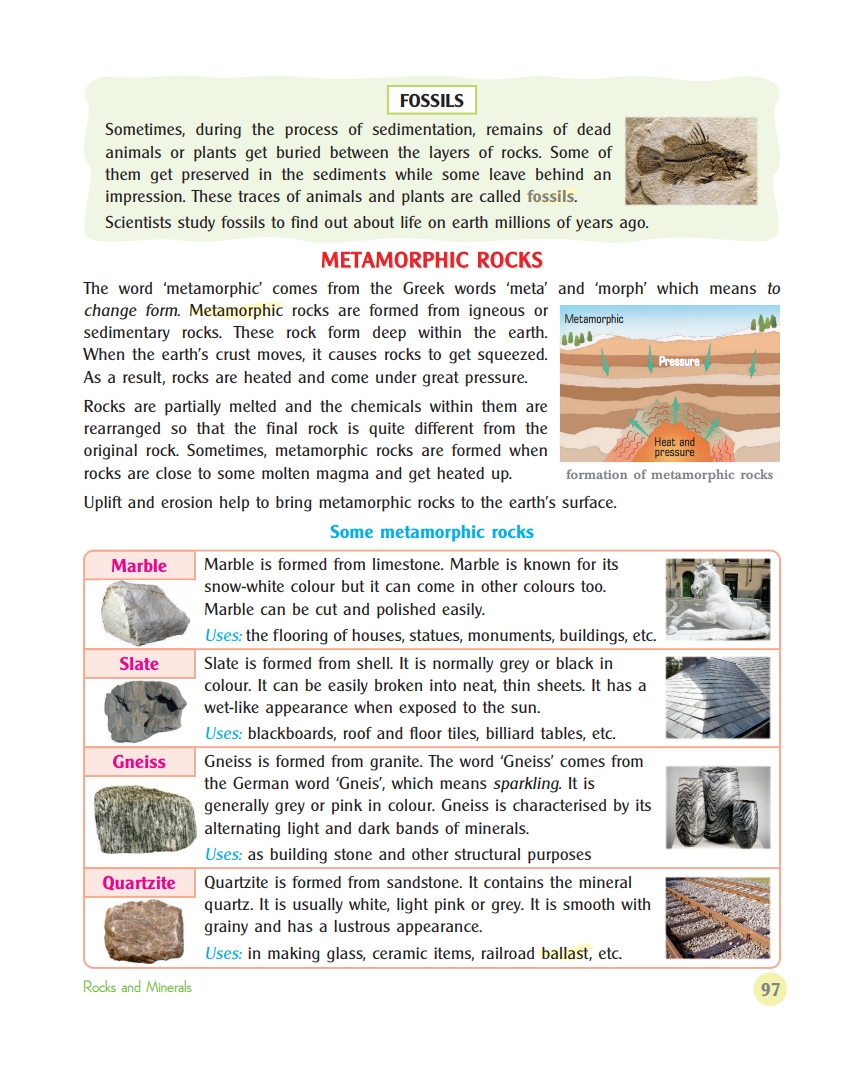 FOSSILS
Sometimes, during the process of sedimentation, remains of dead
animals or plants get buried between the layers of rocks. Some of
them get preserved in the sediments while some leave behind an
impression. These traces of animals and plants are called fossils.
Scientists study fossils to find out about life on earth millions of years ago.
METAMORPHIC ROCKS
The word ‘metamorphic’ comes from the Greek words ‘meta’ and ‘morph’ which means to
change form. Metamorphic rocks are formed from igneous or
sedimentary rocks. These rock form deep within the earth.
When the earth’s crust moves, it causes rocks to get squeezed.
As a result, rocks are heated and come under great pressure.
Rocks are partially melted and the chemicals within them are
rearranged so that the final rock is quite different from the
original rock. Sometimes, metamorphic rocks are formed when
rocks are close to some molten magma and get heated up.
Metamorphic
Pressure
Heat and
pressure
formation of metamorphic rocks
Uplift and erosion help to bring metamorphic rocks to the earth’s surface.
Some metamorphic rocks
Marble
Marble is formed from limestone. Marble is known for its
snow-white colour but it can come in other colours too.
Marble can be cut and polished easily.
Uses: the flooring of houses, statues, monuments, buildings, etc.
Slate
Slate is formed from shell. It is normally grey or black in
colour. It can be easily broken into neat, thin sheets. It has a
wet-like appearance when exposed to the sun.
Uses: blackboards, roof and floor tiles, billiard tables, etc.
Gneiss
Gneiss is formed from granite. The word ‘Gneiss’ comes from
the German word ‘Gneis’, which means sparkling. It is
generally grey or pink in colour. Gneiss is characterised by its
alternating light and dark bands of minerals.
Uses: as building stone and other structural purposes
Quartzite
Quartzite is formed from sandstone. It contains the mineral
quartz. It is usually white, light pink or grey. It is smooth with
grainy and has a lustrous appearance.
Uses: in making glass, ceramic items, railroad ballast, etc.
Rocks and Minerals
97